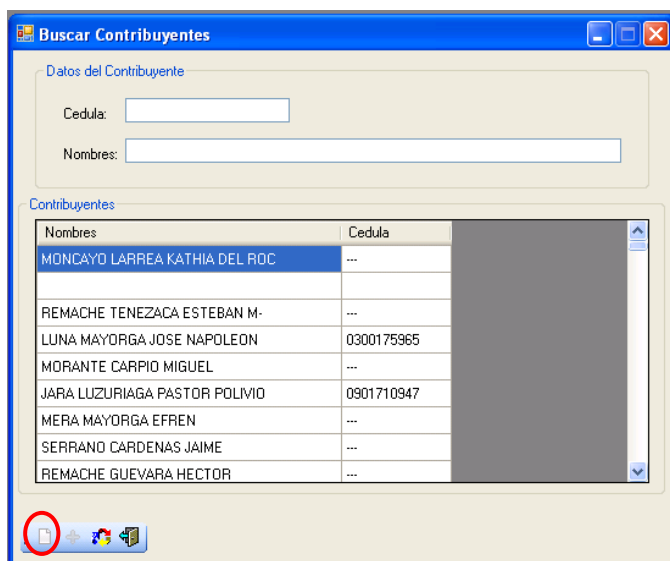 Buscar Contribuyentes
Datos del Contribuyente
Cedula:
Nombres:
Contribuyentes
Nombres Cedula
MONCAYO LARREA KATHIA DEL ROC ---
REMACHE TENEZACA ESTEBAN M- ---
LUNA MAYORGA JOSE NAPOLEON 0300175965
MORANTE CARPIO MIGUEL ---
JARA LUZURIAGA PASTOR POLIVIO 0901710947
MERA MAYORGA EFREN ---
SERRANO CARDENAS JAIME ---
REMACHE GUEVARA HECTOR ---